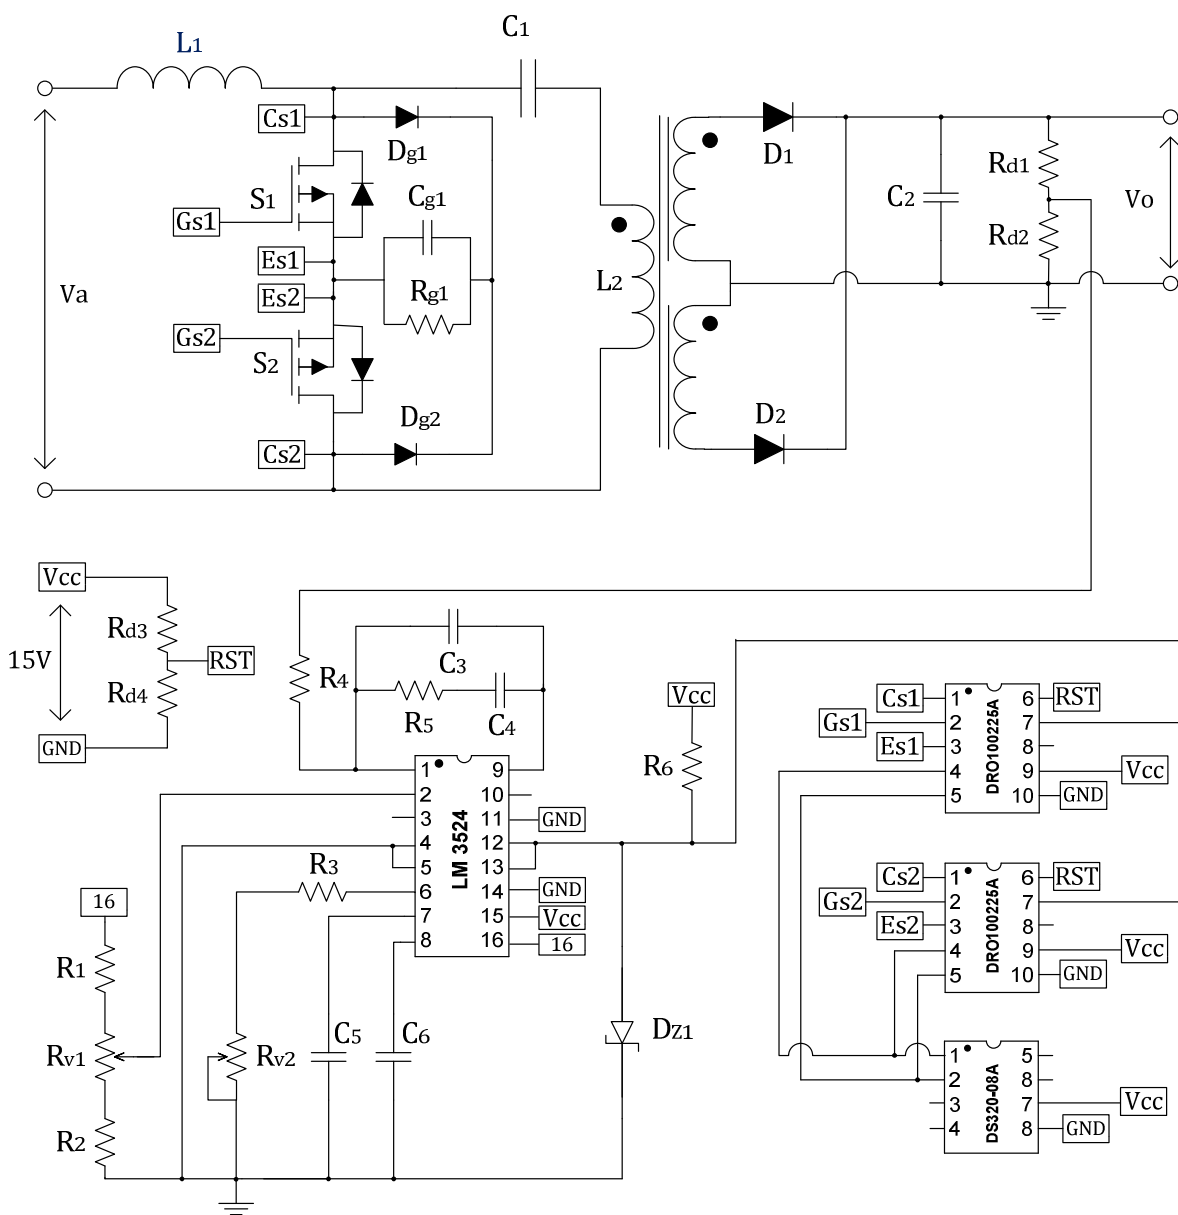 C1
L1
Cs1
Dg1
D1
Rd1
S1
Cg1
C2
Vo
Gs1
Rd2
Es1
Va
L2
Es2
Rg1
Gs2
S2
Dg2
D2
Cs2
Vcc
Rd3
15V
RST
Rd4
GND
C3
R4
R5
C4
Vcc
R6
LM 3524
1 9
2 10
3 11 GND
4 12
5 13
6 14 GND
7 15 Vcc
8 16 16
R3
16
R1
Rv1
Rv2
C5
C6
DZ1
R2
DRO100225A
Cs1 1 6 RST
Gs1 2 7
Es1 3 8
4 9 Vcc
5 10 GND
DRO100225A
Cs2 1 6 RST
Gs2 2 7
Es2 3 8
4 9 Vcc
5 10 GND
DS320-08A
1 5
2 8
3 7 Vcc
4 8 GND